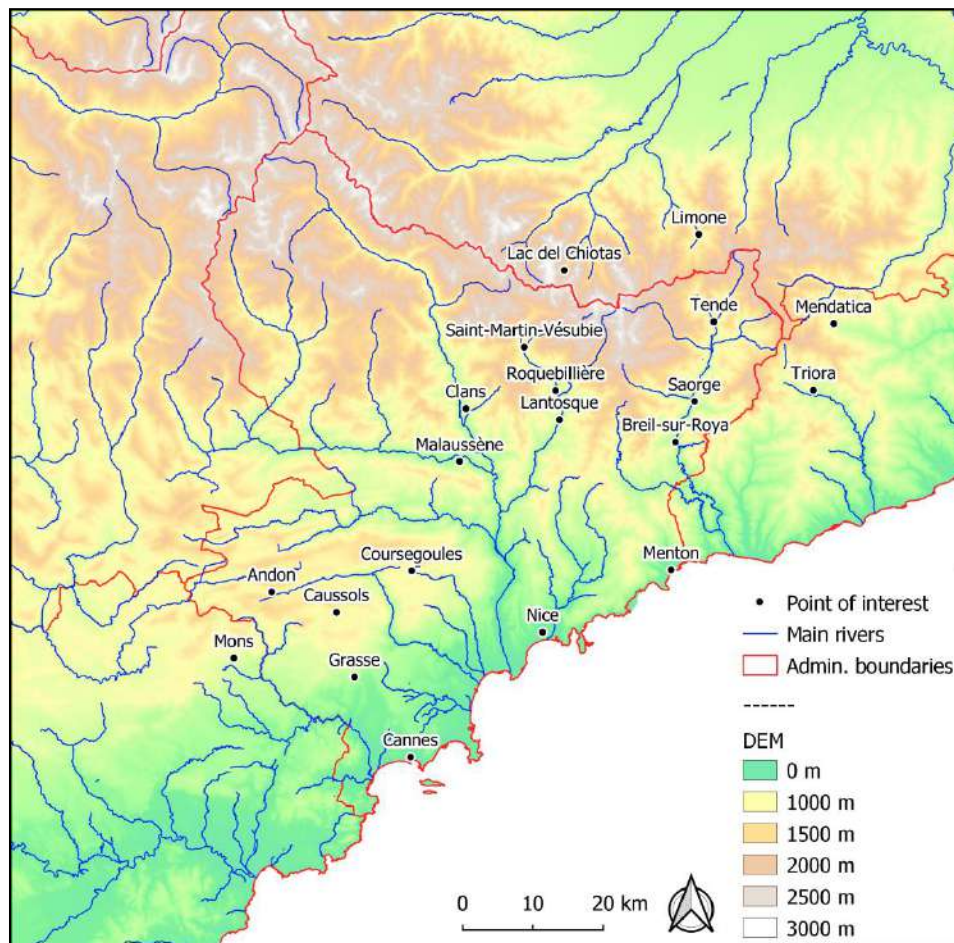 Limone
Lac del Chiotas
Tende
Mendatica
Saint-Martin-Vésubie
Roquebillière
Triora
Clans
Lantosque
Saorge
Breil-sur-Roya
Malaussène
Coursegoules
Menton
Andon
Caussols
Nice
Mons
Grasse
Cannes
Point of interest
Main rivers
Admin. boundaries
------
DEM
0 m
1000 m
1500 m
2000 m
2500 m
3000 m
0 10 20 km